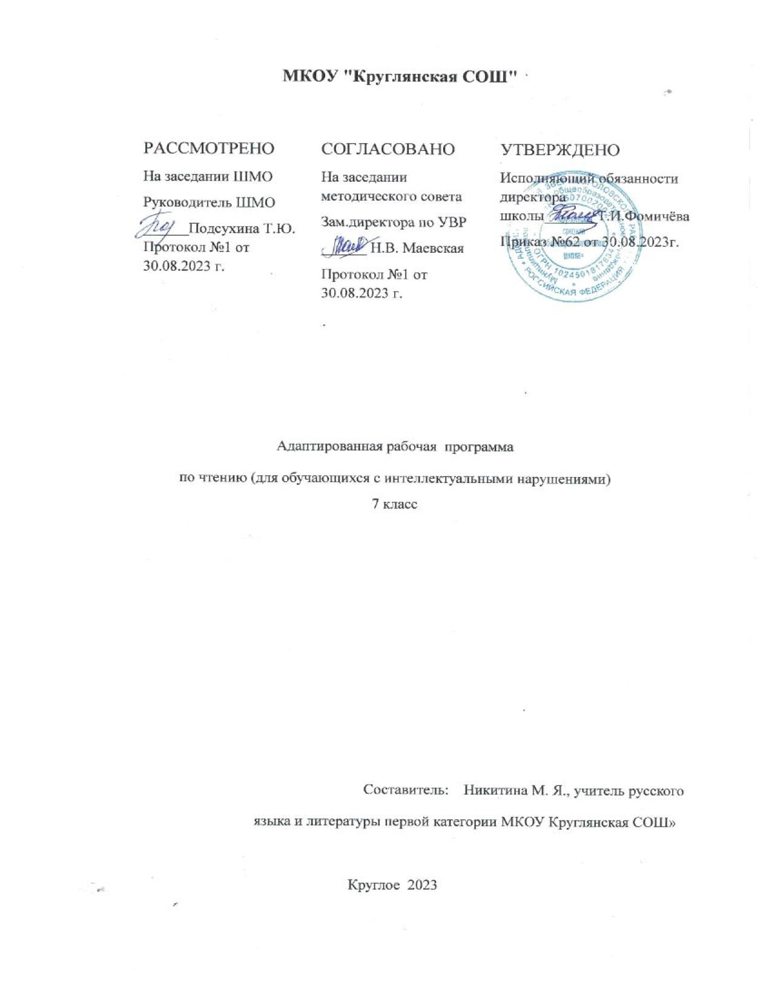 МКОУ "Круглянская СОШ"
РАССМОТРЕНО
На заседании ШМО
Руководитель ШМО
______Подсухина Т.Ю.
Протокол №1 от
30.08.2023 г.
СОГЛАСОВАНО
На заседании
методического совета
Зам.директора по УВР
______ Н.В. Маевская
Протокол №1 от
30.08.2023 г.
УТВЕРЖДЕНО
Исполняющий обязанности
директора
школы ______ Т.И.Фомичёва
Приказ №62 от 30.08.2023г.
РОССИЙСКАЯ ФЕДЕРАЦИЯ
Адаптированная рабочая  программа
по чтению (для обучающихся с интеллектуальными нарушениями)
7 класс
Составитель:    Никитина М. Я., учитель русского
языка и литературы первой категории МКОУ Круглянская СОШ»
Круглое  2023